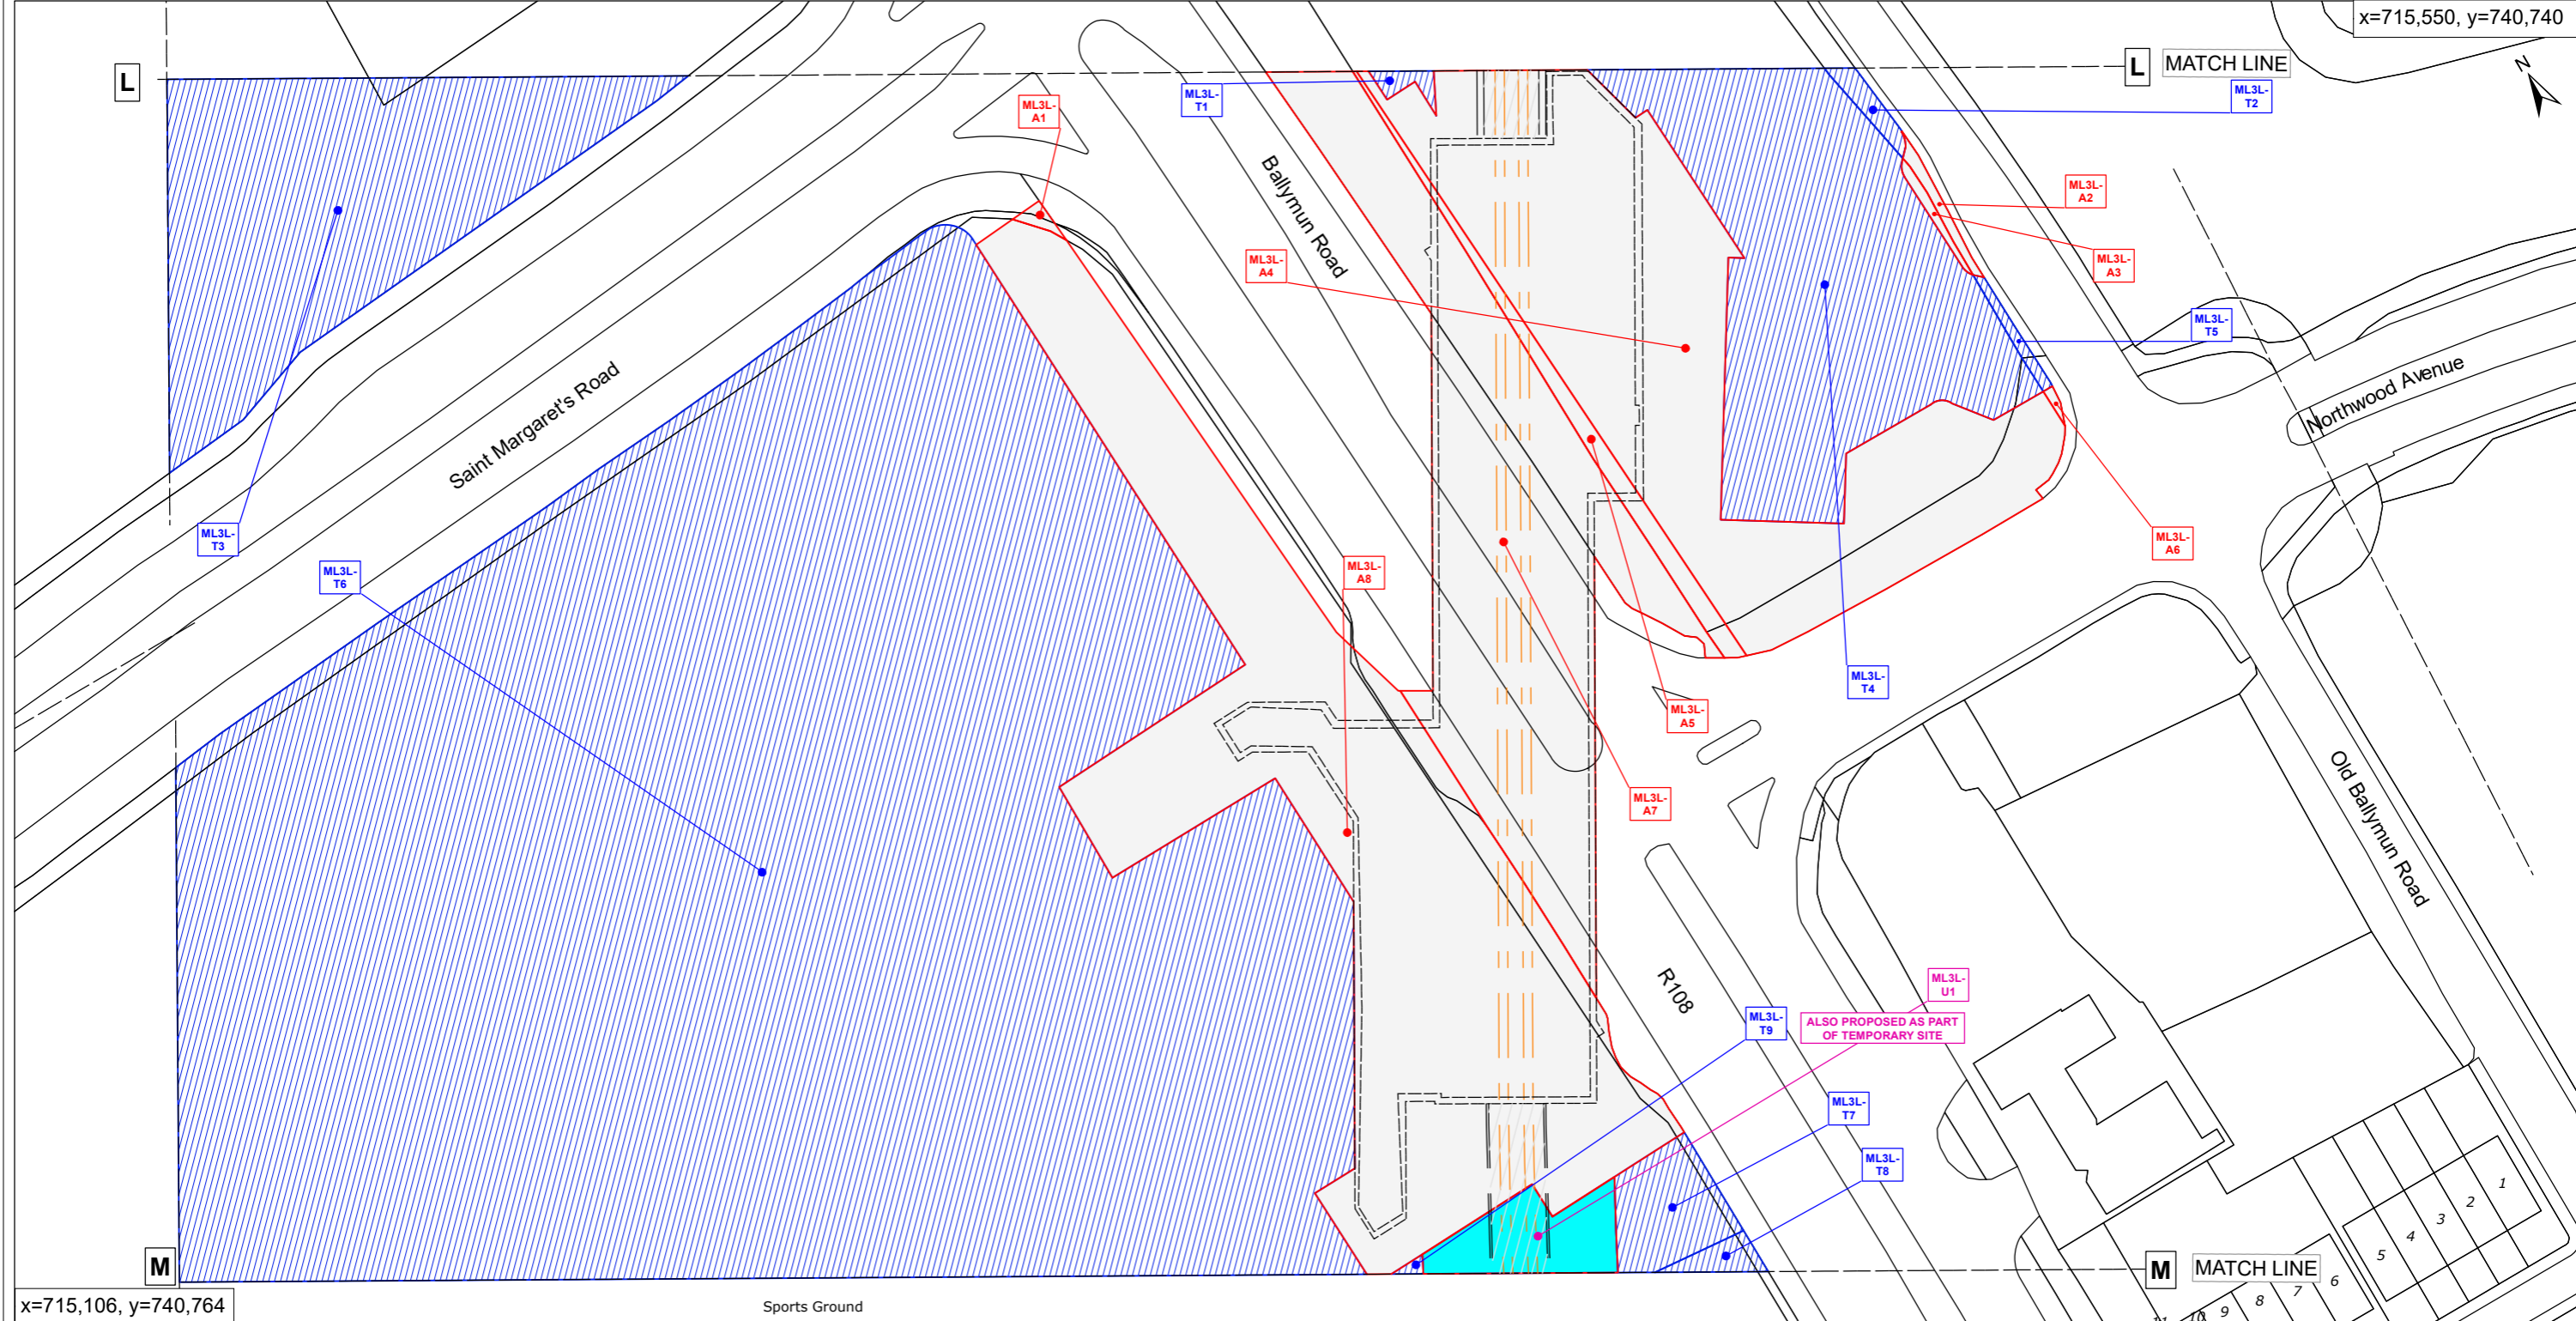 x=715,550, y=740,740
N
L
L
MATCH LINE
ML3L-
T1
ML3L-
T2
ML3L-
A1
ML3L-
A2
Ballymun Road
ML3L-
A4
ML3L-
A3
ML3L-
T5
Northwood Avenue
Saint Margaret's Road
ML3L-
T3
ML3L-
A6
ML3L-
T6
ML3L-
A8
ML3L-
T4
ML3L-
A5
ML3L-
A7
Old Ballymun Road
R108
ML3L-
U1
ML3L-
T9
ALSO PROPOSED AS PART
OF TEMPORARY SITE
ML3L-
T7
ML3L-
T8
1
2
3
4
5
6
7
8
9
10
11
M
M
MATCH LINE
x=715,106, y=740,764
Sports Ground